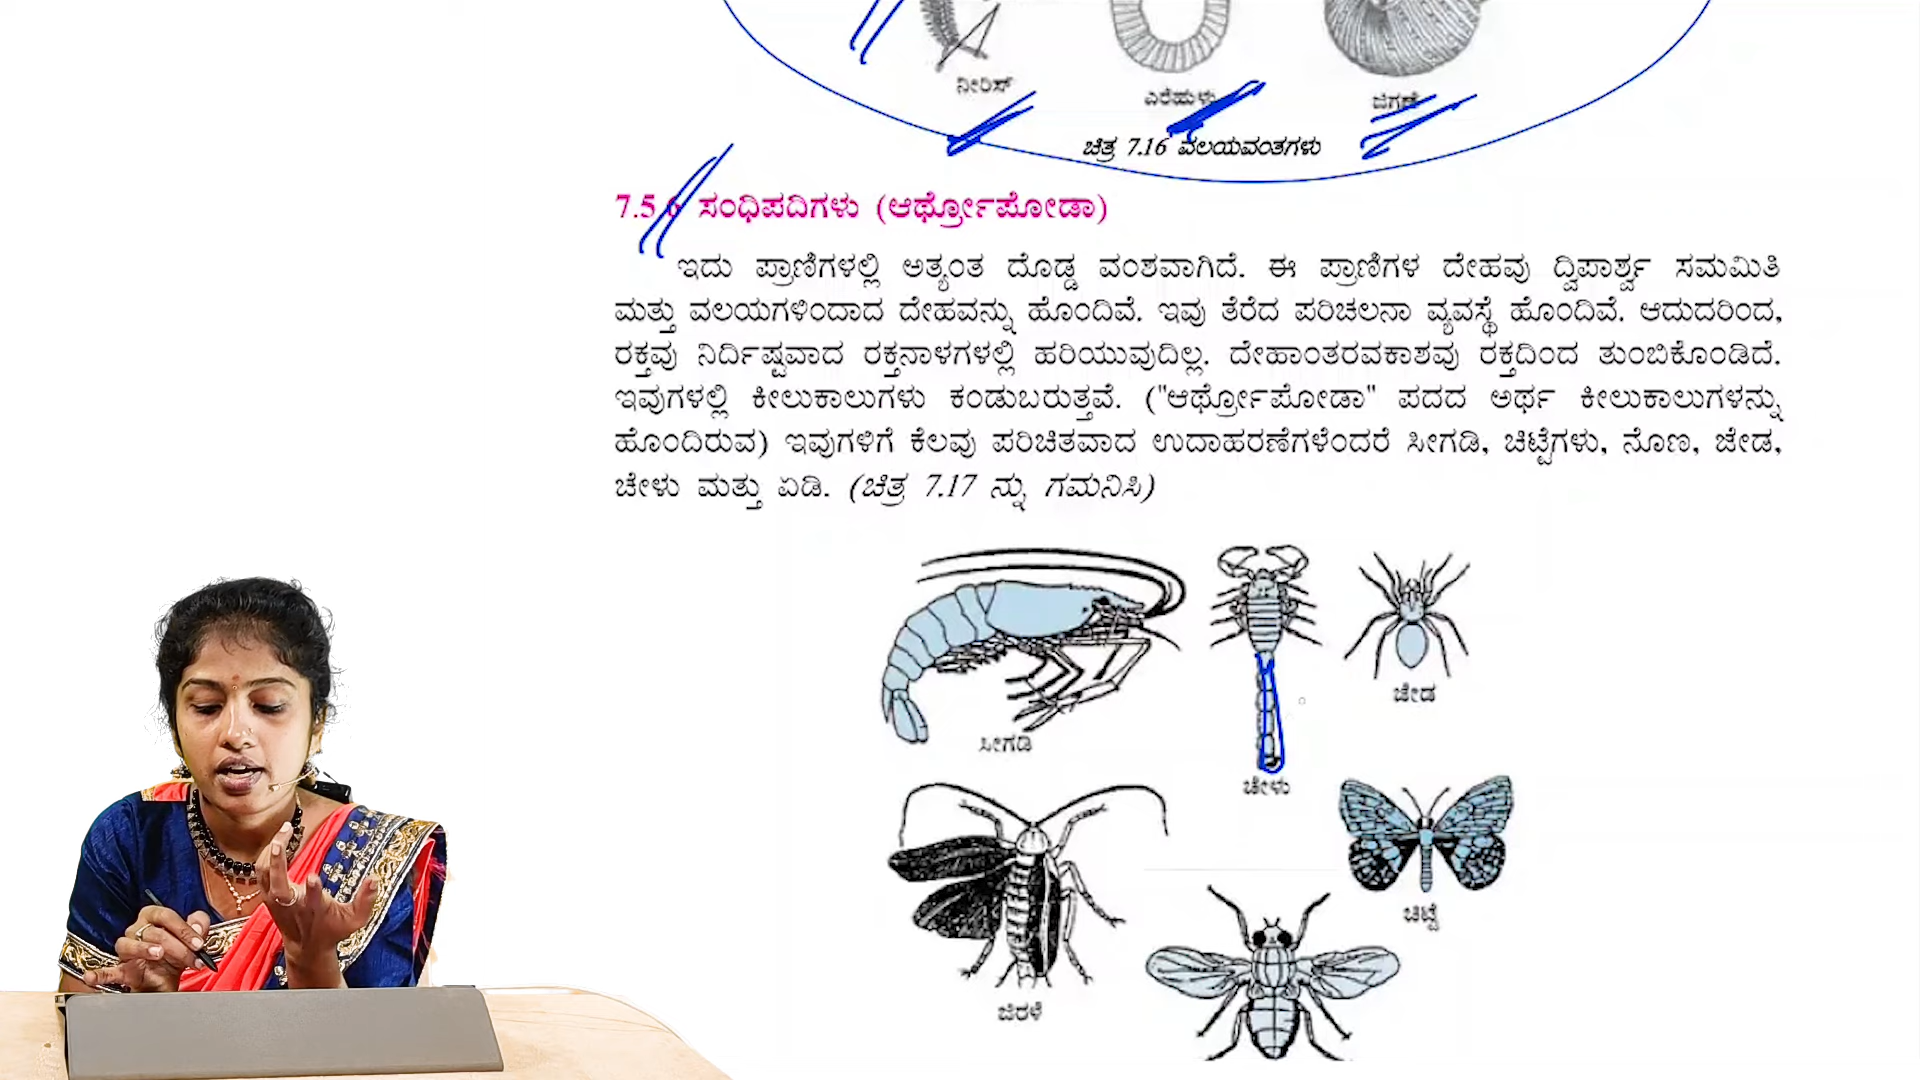 ನೀರಿಸ್
ಎರೆಹುಳು
ಜಿಗಣೆ
ಚಿತ್ರ 7.16 ವಲಯವಂತಗಳು
7.5.6 ಸಂಧಿಪದಿಗಳು (ಆರ್ಥ್ರೋಪೋಡಾ)
ಇದು ಪ್ರಾಣಿಗಳಲ್ಲಿ ಅತ್ಯಂತ ದೊಡ್ಡ ವಂಶವಾಗಿದೆ. ಈ ಪ್ರಾಣಿಗಳ ದೇಹವು ದ್ವಿಪಾರ್ಶ್ವ ಸಮಮಿತಿ
ಮತ್ತು ವಲಯಗಳಿಂದಾದ ದೇಹವನ್ನು ಹೊಂದಿವೆ. ಇವು ತೆರೆದ ಪರಿಚಲನಾ ವ್ಯವಸ್ಥೆ ಹೊಂದಿವೆ. ಆದುದರಿಂದ,
ರಕ್ತವು ನಿರ್ದಿಷ್ಟವಾದ ರಕ್ತನಾಳಗಳಲ್ಲಿ ಹರಿಯುವುದಿಲ್ಲ. ದೇಹಾಂತರವಕಾಶವು ರಕ್ತದಿಂದ ತುಂಬಿಕೊಂಡಿದೆ.
ಇವುಗಳಲ್ಲಿ ಕೀಲುಕಾಲುಗಳು ಕಂಡುಬರುತ್ತವೆ. ("ಆರ್ಥ್ರೋಪೋಡಾ" ಪದದ ಅರ್ಥ ಕೀಲುಕಾಲುಗಳನ್ನು
ಹೊಂದಿರುವ) ಇವುಗಳಿಗೆ ಕೆಲವು ಪರಿಚಿತವಾದ ಉದಾಹರಣೆಗಳೆಂದರೆ ಸೀಗಡಿ, ಚಿಟ್ಟೆಗಳು, ನೊಣ, ಜೇಡ,
ಚೇಳು ಮತ್ತು ಏಡಿ. (ಚಿತ್ರ 7.17 ನ್ನು ಗಮನಿಸಿ)
ಜೇಡ
ಸೀಗಡಿ
ಚೇಳು
ಚಿಟ್ಟೆ
ಜಿರಳೆ